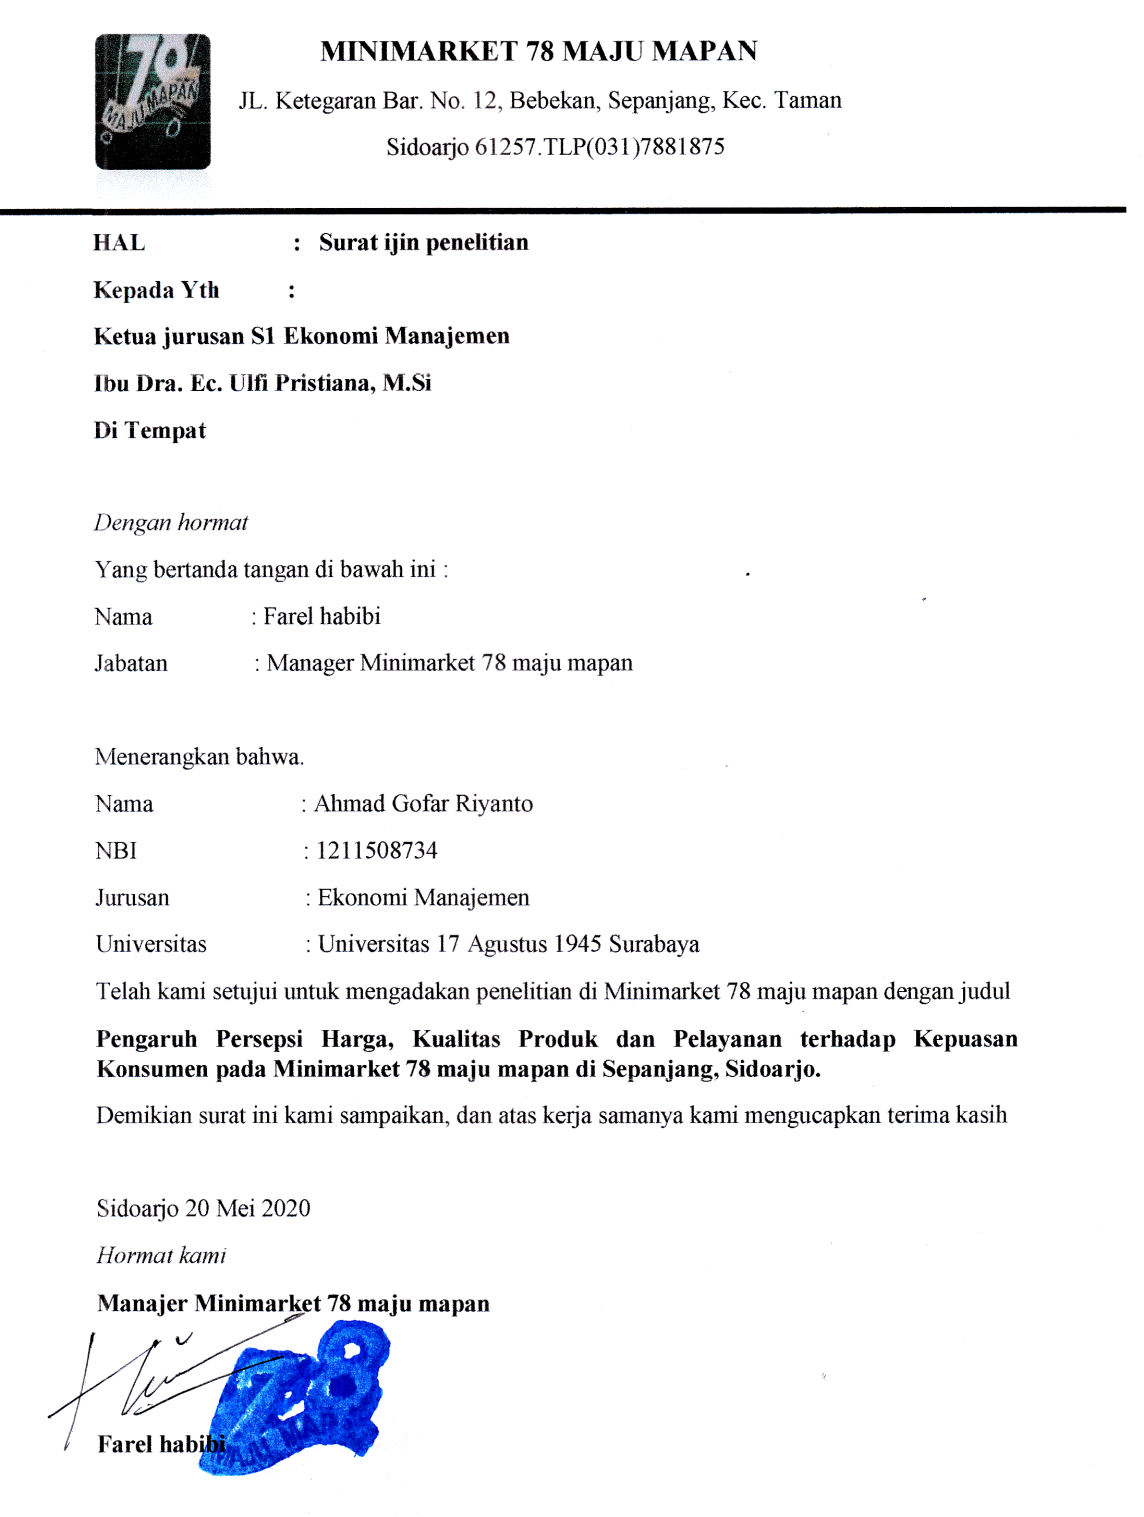 78
MAJU MAPAN
MINIMARKET 78 MAJU MAPAN
JL. Ketegaran Bar. No. 12, Bebekan, Sepanjang, Kec. Taman
Sidoarjo 61257.TLP(031)7881875
HAL : Surat ijin penelitian
Kepada Yth :
Ketua jurusan S1 Ekonomi Manajemen
Ibu Dra. Ec. Ulfi Pristiana, M.Si
Di Tempat
Dengan hormat
Yang bertanda tangan di bawah ini :
Nama : Farel habibi
Jabatan : Manager Minimarket 78 maju mapan
Menerangkan bahwa.
Nama : Ahmad Gofar Riyanto
NBI : 1211508734
Jurusan : Ekonomi Manajemen
Universitas : Universitas 17 Agustus 1945 Surabaya
Telah kami setujui untuk mengadakan penelitian di Minimarket 78 maju mapan dengan judul
Pengaruh Persepsi Harga, Kualitas Produk dan Pelayanan terhadap Kepuasan
Konsumen pada Minimarket 78 maju mapan di Sepanjang, Sidoarjo.
Demikian surat ini kami sampaikan, dan atas kerja samanya kami mengucapkan terima kasih
Sidoarjo 20 Mei 2020
Hormat kami
Manajer Minimarket 78 maju mapan
78
MAJU
Farel habibi